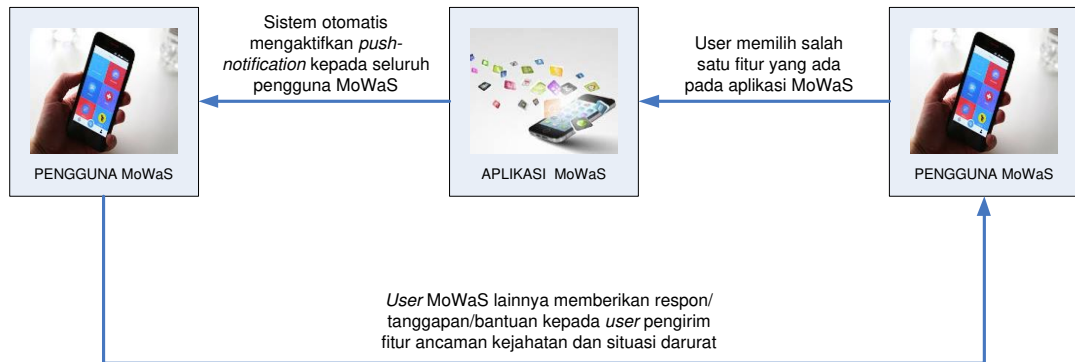 Sistem otomatis
mengaktifkan push-
notification kepada seluruh
pengguna MoWaS
User memilih salah
satu fitur yang ada
pada aplikasi MoWaS
PENGGUNA MoWaS
APLIKASI MoWaS
PENGGUNA MoWaS
User MoWaS lainnya memberikan respon/
tanggapan/bantuan kepada user pengirim
fitur ancaman kejahatan dan situasi darurat